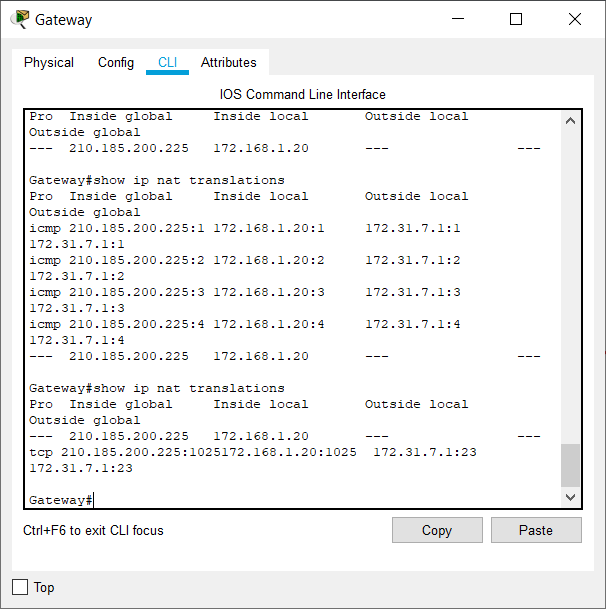 Gateway
Physical Config CLI Attributes
IOS Command Line Interface
Pro  Inside global     Inside local       Outside local
Outside global
---  210.185.200.225   172.168.1.20       ---                ---

Gateway#show ip nat translations
Pro  Inside global     Inside local       Outside local
Outside global
icmp 210.185.200.225:1 172.168.1.20:1     172.31.7.1:1
172.31.7.1:1
icmp 210.185.200.225:2 172.168.1.20:2     172.31.7.1:2
172.31.7.1:2
icmp 210.185.200.225:3 172.168.1.20:3     172.31.7.1:3
172.31.7.1:3
icmp 210.185.200.225:4 172.168.1.20:4     172.31.7.1:4
172.31.7.1:4
---  210.185.200.225   172.168.1.20       ---                ---

Gateway#show ip nat translations
Pro  Inside global     Inside local       Outside local
Outside global
---  210.185.200.225   172.168.1.20       ---                ---
tcp 210.185.200.225:1025172.168.1.20:1025  172.31.7.1:23
172.31.7.1:23

Gateway#
Ctrl+F6 to exit CLI focus
Copy Paste
Top